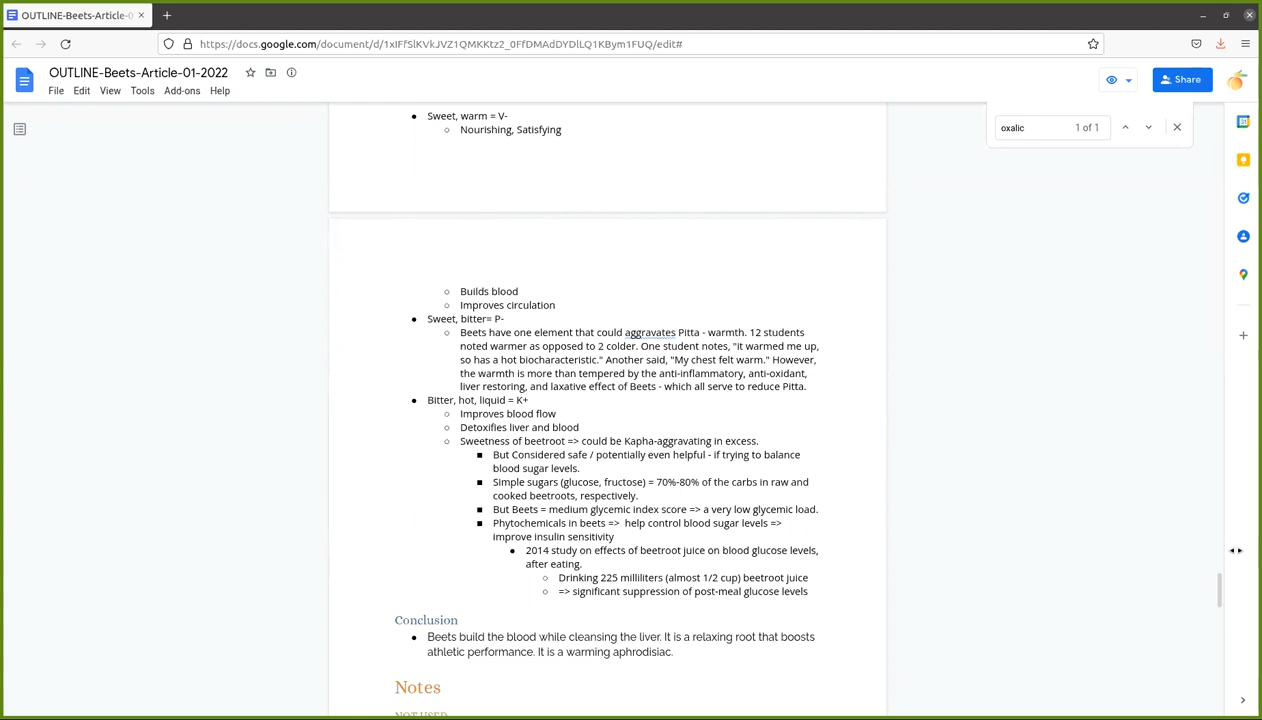 OUTLINE-Beets-Article-0
https://docs.google.com/document/d/1xIFfSlKVkJVZ1QMKKtz2_0FfDMAdDYDlLQ1KBym1FUQ/edit#
OUTLINE-Beets-Article-01-2022
Share
File Edit View Tools Add-ons Help
oxalic 1 of 1
• Sweet, warm = V-
○ Nourishing, Satisfying
○ Builds blood
○ Improves circulation
• Sweet, bitter= P-
○ Beets have one element that could aggravates Pitta - warmth. 12 students
noted warmer as opposed to 2 colder. One student notes, "it warmed me up,
so has a hot biocharacteristic." Another said, "My chest felt warm." However,
the warmth is more than tempered by the anti-inflammatory, anti-oxidant,
liver restoring, and laxative effect of Beets - which all serve to reduce Pitta.
• Bitter, hot, liquid = K+
○ Improves blood flow
○ Detoxifies liver and blood
○ Sweetness of beetroot => could be Kapha-aggravating in excess.
■ But Considered safe / potentially even helpful - if trying to balance
blood sugar levels.
■ Simple sugars (glucose, fructose) = 70%-80% of the carbs in raw and
cooked beetroots, respectively.
■ But Beets = medium glycemic index score => a very low glycemic load.
■ Phytochemicals in beets => help control blood sugar levels =>
improve insulin sensitivity
• 2014 study on effects of beetroot juice on blood glucose levels,
after eating.
○ Drinking 225 milliliters (almost 1/2 cup) beetroot juice
○ => significant suppression of post-meal glucose levels
Conclusion
• Beets build the blood while cleansing the liver. It is a relaxing root that boosts
athletic performance. It is a warming aphrodisiac.
Notes
NOT USED